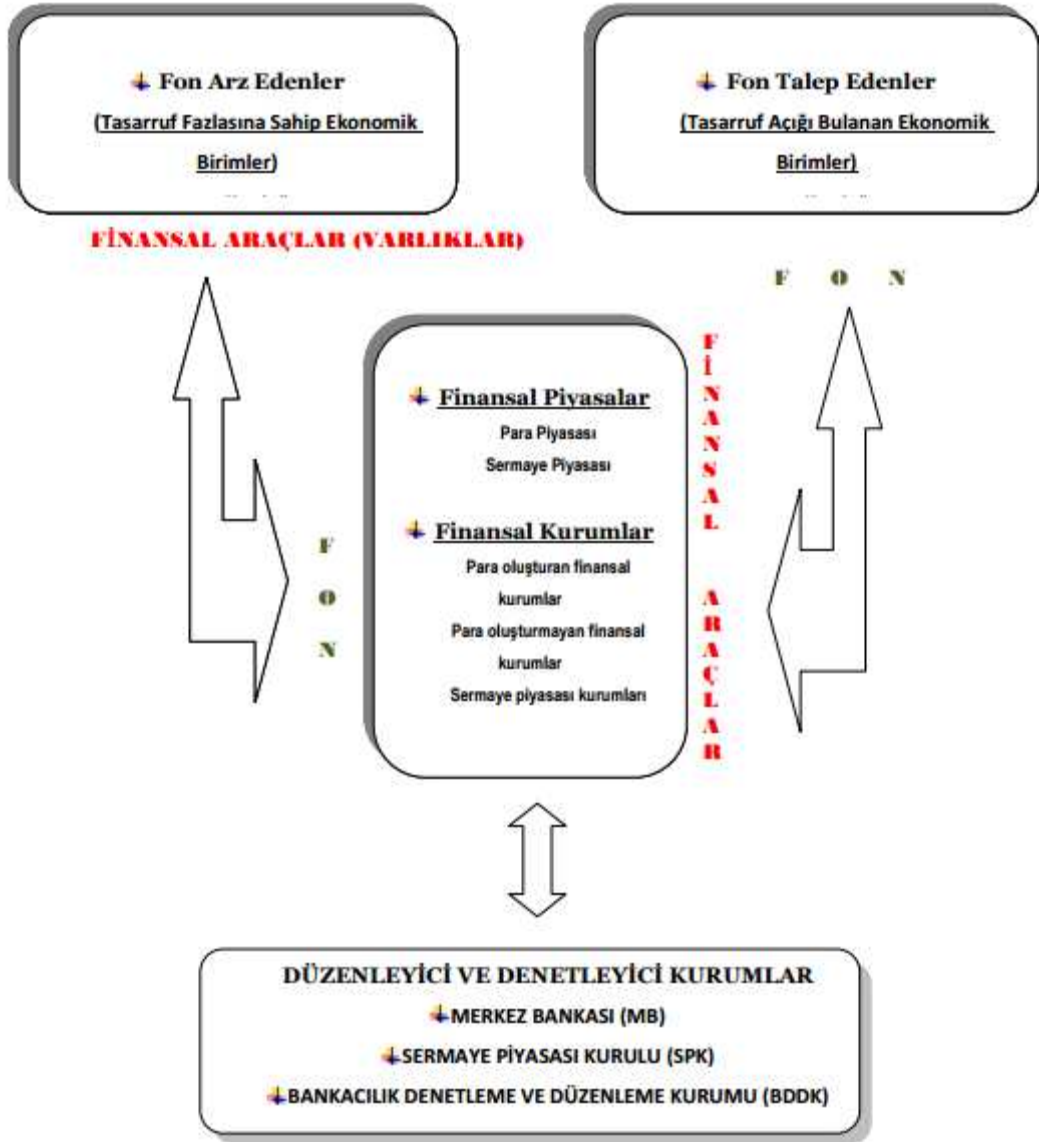 Fon Arz Edenler
(Tasarruf Fazlasına Sahip Ekonomik
Birimler)
Fon Talep Edenler
(Tasarruf Açığı Bulanan Ekonomik
Birimler)
FİNANSAL ARAÇLAR (VARLIKLAR)
F O N
Finansal Piyasalar
Para Piyasası
Sermaye Piyasası
Finansal Kurumlar
Para oluşturan finansal
kurumlar
Para oluşturmayan finansal
kurumlar
Sermaye piyasası kurumları
F O N
FİNANSAL ARAÇLAR
DÜZENLEYİCİ VE DENETLEYİCİ KURUMLAR
MERKEZ BANKASI (MB)
SERMAYE PİYASASI KURULU (SPK)
BANKACILIK DENETLEME VE DÜZENLEME KURUMU (BDDK)